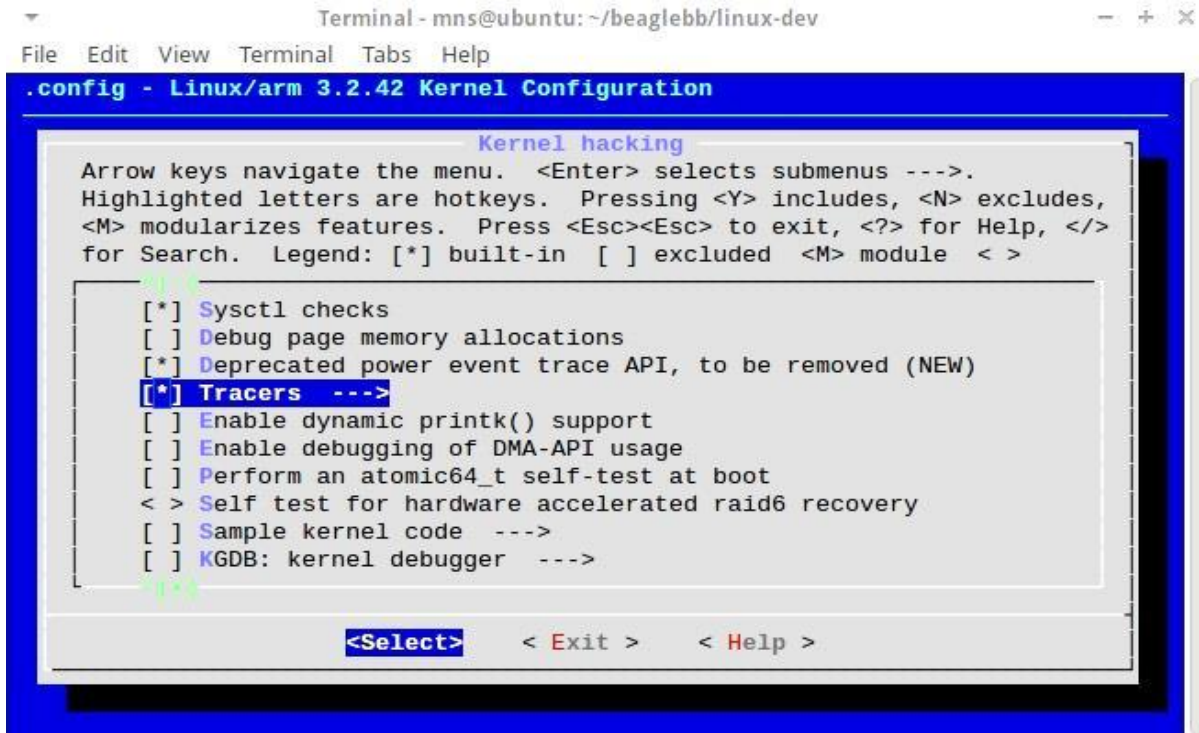 Terminal - mns@ubuntu: ~/beaglebb/linux-dev
File Edit View Terminal Tabs Help
.config - Linux/arm 3.2.42 Kernel Configuration
Kernel hacking
Arrow keys navigate the menu. <Enter> selects submenus --->.
Highlighted letters are hotkeys. Pressing <Y> includes, <N> excludes,
<M> modularizes features. Press <Esc><Esc> to exit, <?> for Help, </>
for Search. Legend: [*] built-in [ ] excluded <M> module < >
[*] Sysctl checks
[ ] Debug page memory allocations
[*] Deprecated power event trace API, to be removed (NEW)
[*] Tracers --->
[ ] Enable dynamic printk() support
[ ] Enable debugging of DMA-API usage
[ ] Perform an atomic64_t self-test at boot
< > Self test for hardware accelerated raid6 recovery
[ ] Sample kernel code --->
[ ] KGDB: kernel debugger --->
<Select> < Exit > < Help >